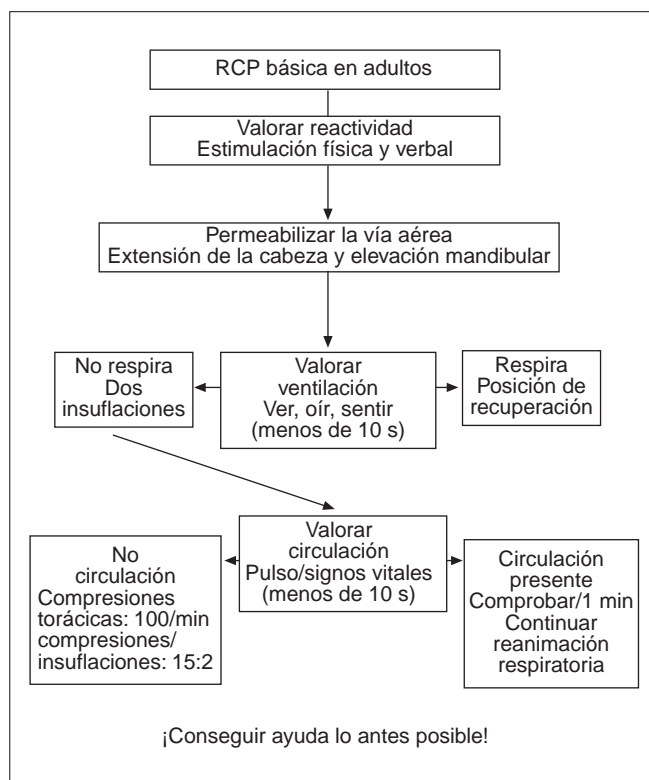 RCP básica en adultos
Valorar reactividad
Estimulación física y verbal
Permeabilizar la vía aérea
Extensión de la cabeza y elevación mandibular
No respira
Dos
insuflaciones
Valorar
ventilación
Ver, oír, sentir
(menos de 10 s)
Respira
Posición de
recuperación
No
circulación
Compresiones
torácicas: 100/min
compresiones/
insuflaciones: 15:2
Valorar
circulación
Pulso/signos vitales
(menos de 10 s)
Circulación
presente
Comprobar/1 min
Continuar
reanimación
respiratoria
¡Conseguir ayuda lo antes posible!